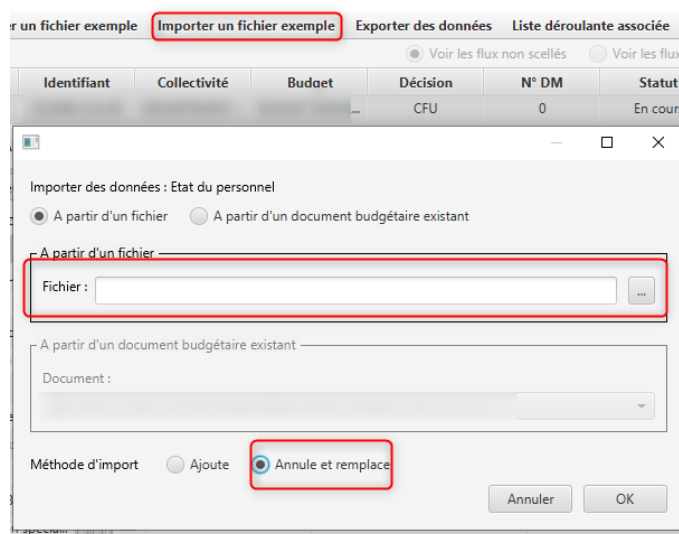 un fichier exemple Importer un fichier exemple Exporter des données Liste déroulante associée
Voir les flux non scellés Voir les flux
Identifiant Collectivité Budget Décision N° DM Statut
... CFU 0 En cour
Importer des données : Etat du personnel
A partir d'un fichier A partir d'un document budgétaire existant
A partir d'un fichier
Fichier : ...
A partir d'un document budgétaire existant
Document :
Méthode d'import Ajoute Annule et remplace
Annuler OK